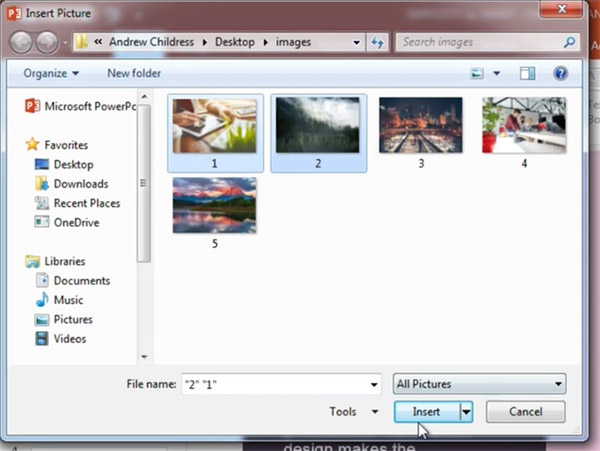 Insert Picture
« Andrew Childress Desktop images
Search images
Organize New folder
Microsoft PowerPo
Favorites
Desktop
Downloads
Recent Places
OneDrive
Libraries
Documents
Music
Pictures
Videos
1 2 3 4
5
File name: "2" "1"
All Pictures
Tools Insert Cancel
design makes the